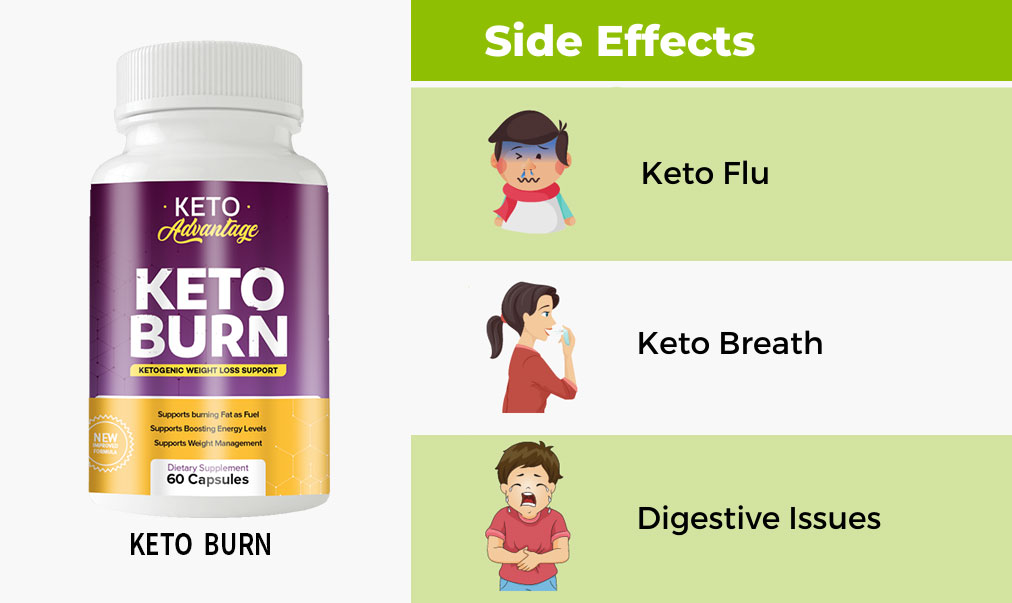 · KETO ·
Advantage
KETO
BURN
KETOGENIC WEIGHT LOSS SUPPORT
Supports burning Fat as Fuel
Supports Boosting Energy Levels
Supports Weight Management
NEW
IMPROVED
FORMULA
Dietary Supplement
60 Capsules
KETO BURN
Side Effects
Keto Flu
Keto Breath
Digestive Issues